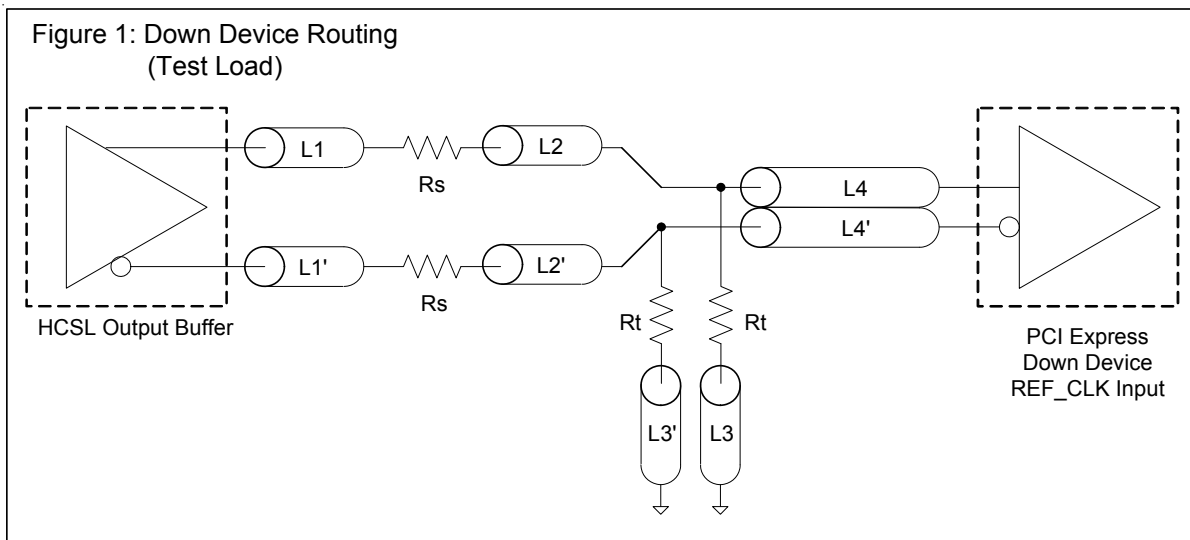 Figure 1: Down Device Routing
(Test Load)
L1
Rs
L2
L4
L4'
L1'
Rs
L2'
HCSL Output Buffer
Rt
Rt
L3'
L3
PCI Express
Down Device
REF_CLK Input